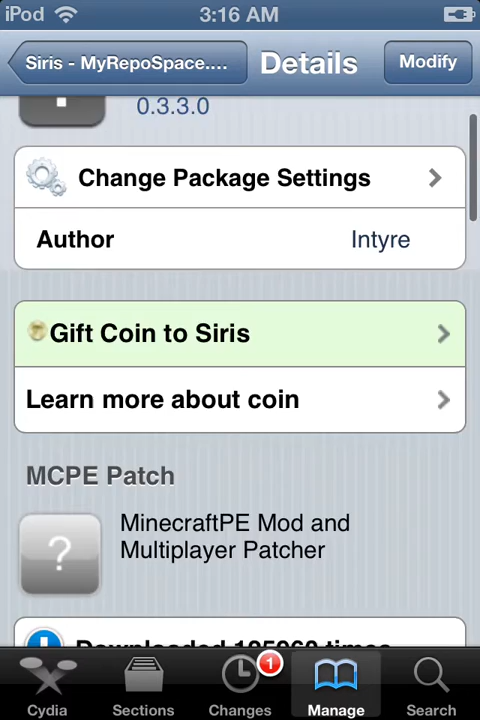 iPod 3:16 AM
Siris - MyRepoSpace.... Details Modify
0.3.3.0
Change Package Settings
Author Intyre
Gift Coin to Siris
Learn more about coin
MCPE Patch
MinecraftPE Mod and
Multiplayer Patcher
?
Downloaded 185060 times
1
Cydia Sections Changes Manage Search